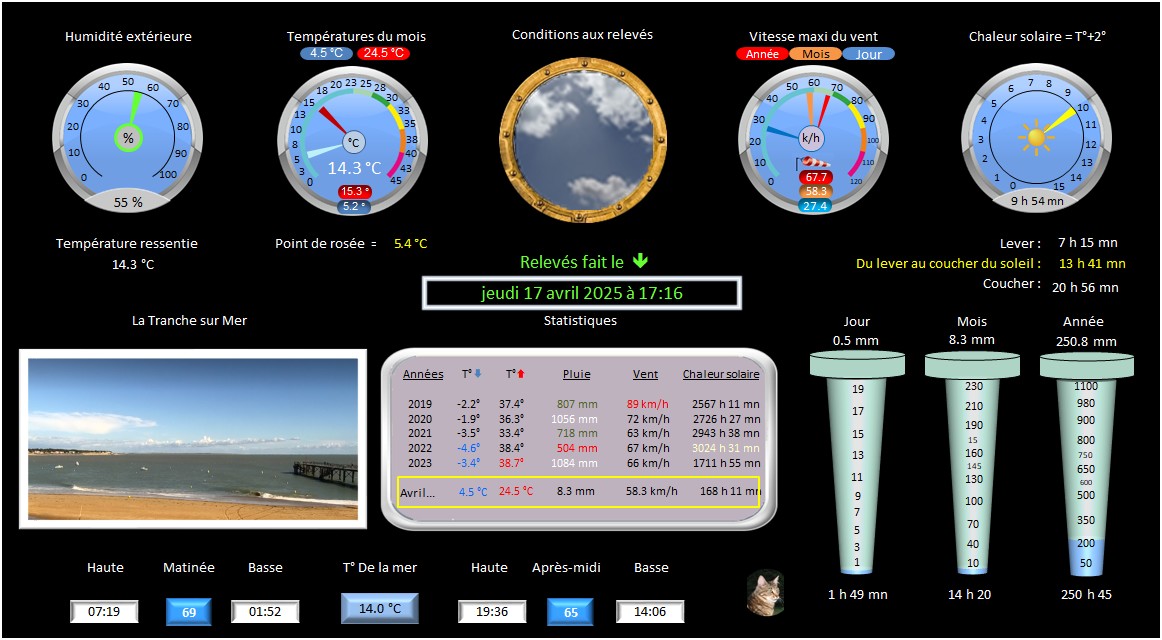 Humidité extérieure
0 10 20 30 40 50 60 70 80 90 100
%
55 %
Températures du mois
4.5 °C 24.5 °C
0 3 5 8 10 13 15 18 20 23 25 28 30 33 35 38 40 43 45
°C
14.3 °C
15.3 °
5.2 °
Conditions aux relevés
Vitesse maxi du vent
Année Mois Jour
0 10 20 30 40 50 60 70 80 90 100 110 120
k/h
67.7
58.3
27.4
Chaleur solaire = T°+2°
0 1 2 3 4 5 6 7 8 9 10 11 12 13 14 15
9 h 54 mn
Température ressentie
14.3 °C
Point de rosée = 5.4 °C
Relevés fait le
jeudi 17 avril 2025 à 17:16
Lever : 7 h 15 mn
Du lever au coucher du soleil : 13 h 41 mn
Coucher : 20 h 56 mn
La Tranche sur Mer
Statistiques
Années T° T° Pluie Vent Chaleur solaire
2019 -2.2° 37.4° 807 mm 89 km/h 2567 h 11 mn
2020 -1.9° 36.3° 1056 mm 72 km/h 2726 h 27 mn
2021 -3.5° 33.4° 718 mm 63 km/h 2943 h 38 mn
2022 -4.6° 38.4° 504 mm 67 km/h 3024 h 31 mn
2023 -3.4° 38.7° 1084 mm 66 km/h 1711 h 55 mn
Avril... 4.5 °C 24.5 °C 8.3 mm 58.3 km/h 168 h 11 mn
Jour
0.5 mm
19
17
15
13
11
9
7
5
3
1
1 h 49 mn
Mois
8.3 mm
230
210
190
15
160
145
130
100
70
40
10
14 h 20
Année
250.8 mm
1100
980
900
800
750
650
600
500
350
200
50
250 h 45
Haute Matinée Basse
07:19 69 01:52
T° De la mer
14.0 °C
Haute Après-midi Basse
19:36 65 14:06